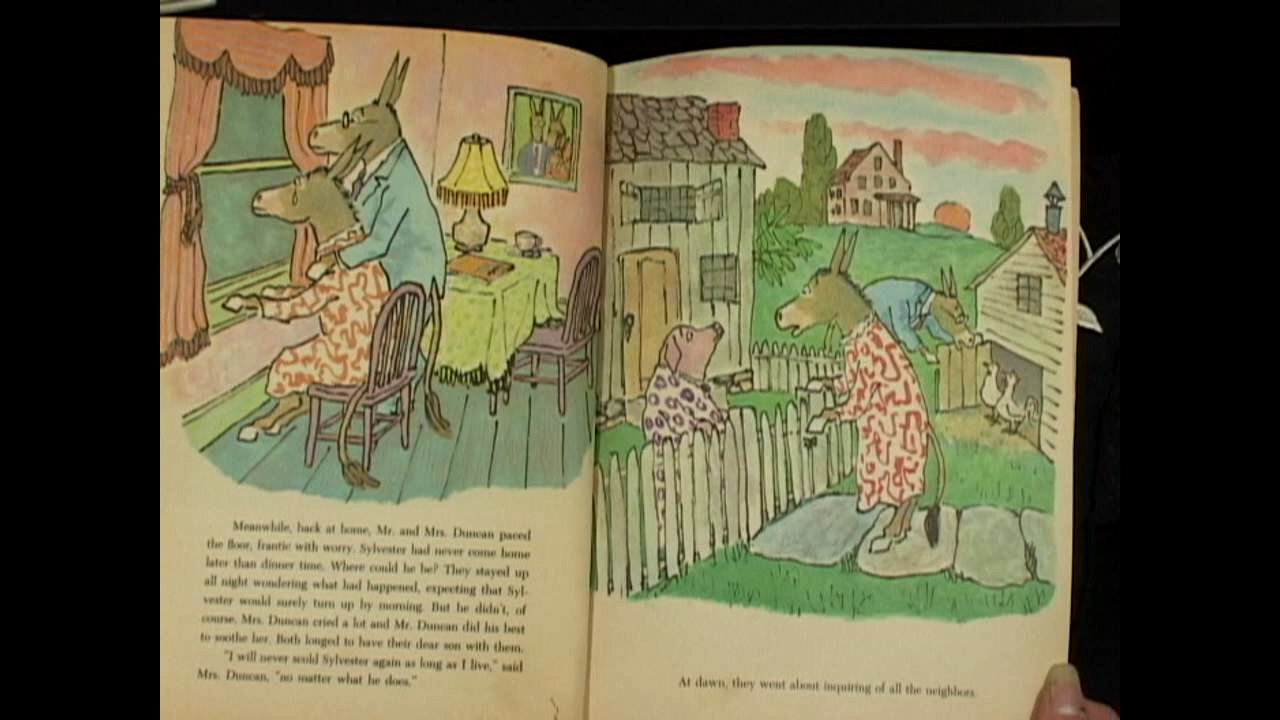 Meanwhile, back at home, Mr. and Mrs. Duncan paced
the floor, frantic with worry. Sylvester had never come home
later than dinner time. Where could he be? They stayed up
all night wondering what had happened, expecting that Syl-
vester would surely turn up by morning. But he didn't, of
course. Mrs. Duncan cried a lot and Mr. Duncan did his best
to soothe her. Both longed to have their dear son with them.
"I will never scold Sylvester again as long as I live," said
Mrs. Duncan, "no matter what he does."
At dawn, they went about inquiring of all the neighbors.